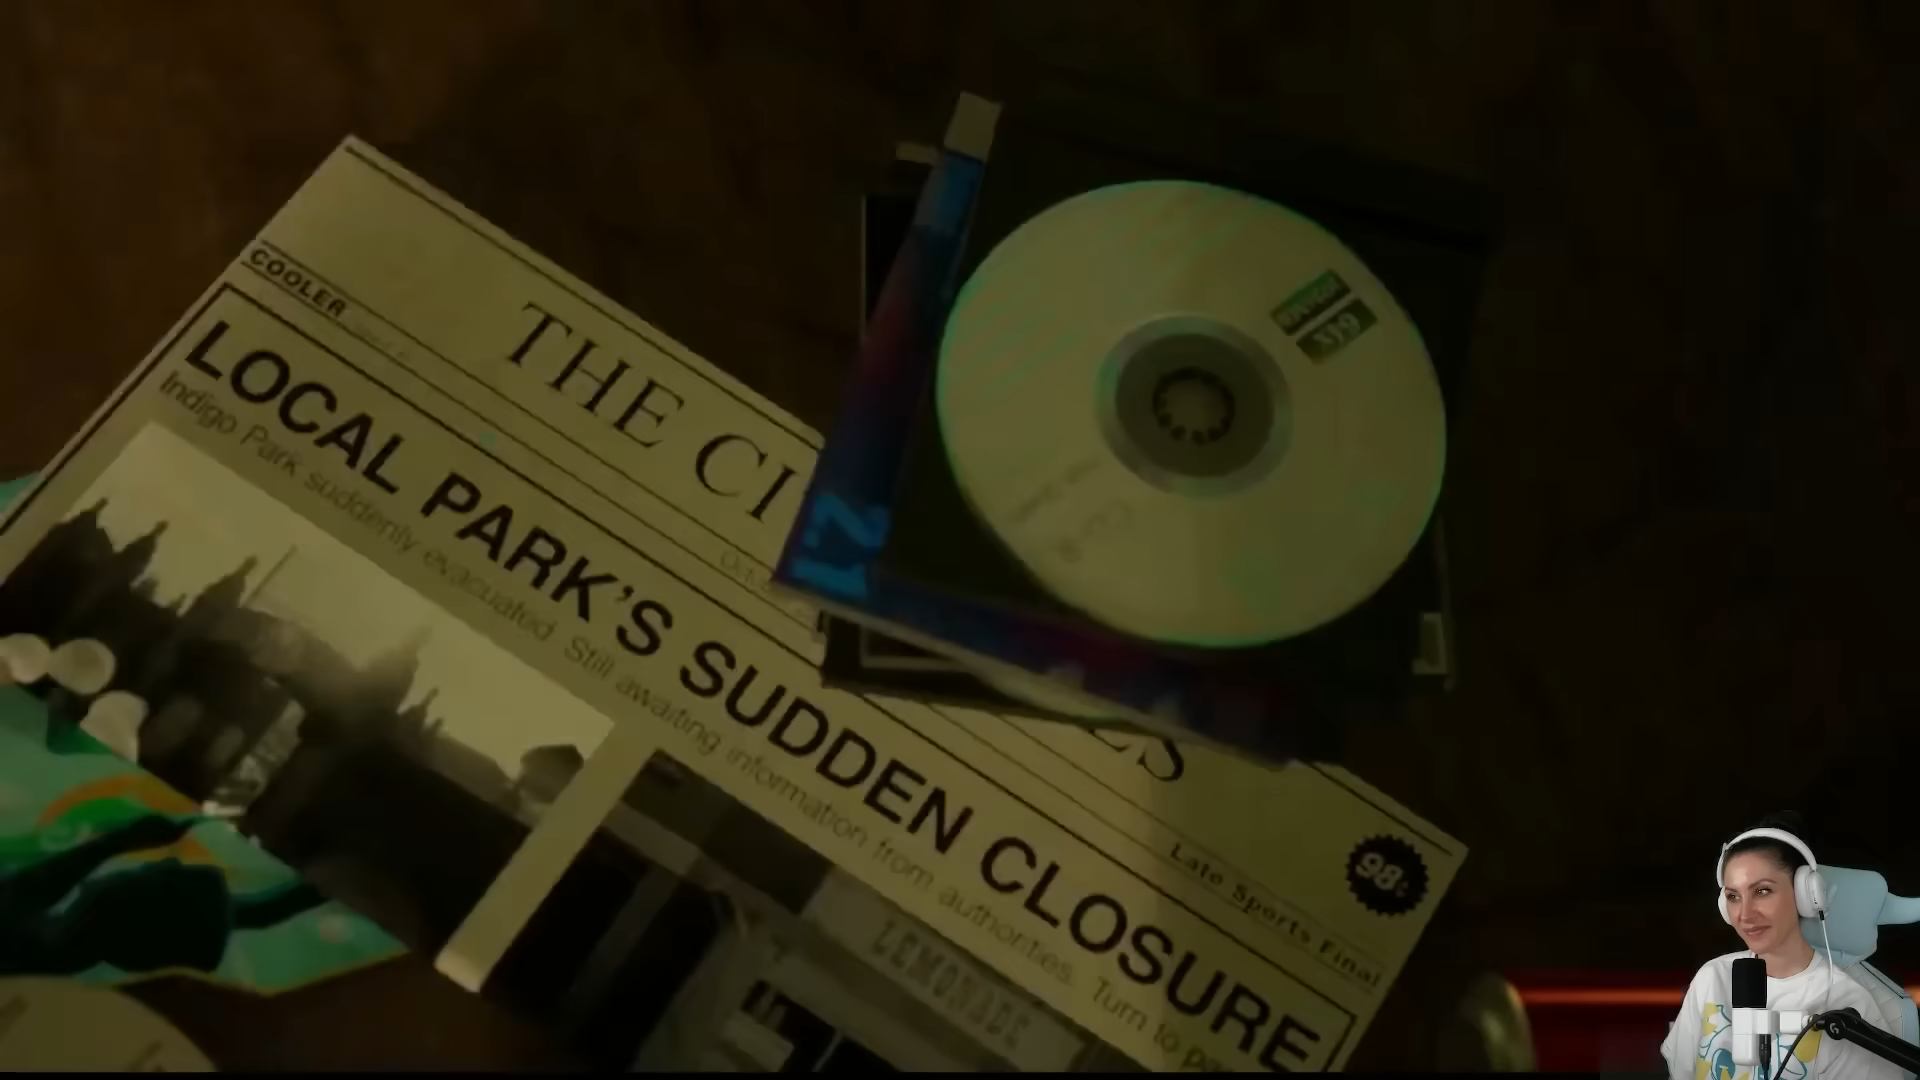 COOLER
THE CI
ES
Late Sports Final
98¢
LOCAL PARK'S SUDDEN CLOSURE
Indigo Park suddenly evacuated. Still awaiting information from authorities. Turn to
LEMONADE